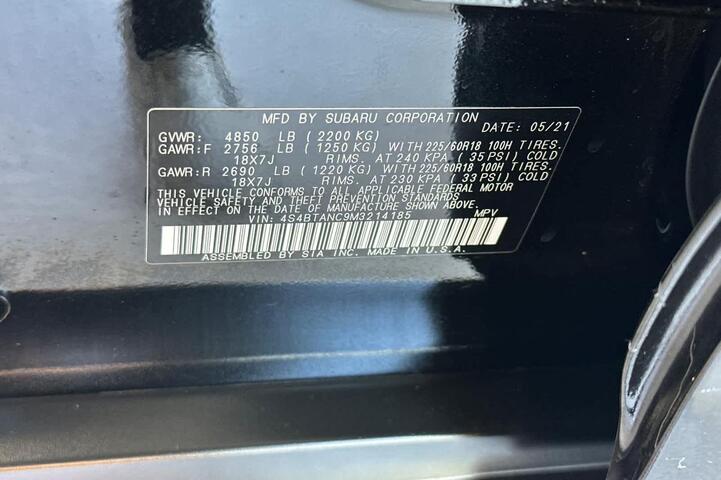 MFD BY SUBARU CORPORATION
DATE: 05/21
GVWR: 4850 LB (2200 KG)
GAWR:F 2756 LB (1250 KG) WITH 225/60R18 100H TIRES.
18X7J RIMS. AT 240 KPA (35 PSI) COLD
GAWR:R 2690 LB (1220 KG) WITH 225/60R18 100H TIRES.
18X7J RIMS. AT 230 KPA (33 PSI) COLD
THIS VEHICLE CONFORMS TO ALL APPLICABLE FEDERAL MOTOR
VEHICLE SAFETY AND THEFT PREVENTION STANDARDS
IN EFFECT ON THE DATE OF MANUFACTURE SHOWN ABOVE.
VIN: 4S4BTANC9M3214185 MPV
ASSEMBLED BY SIA INC. MADE IN U.S.A.